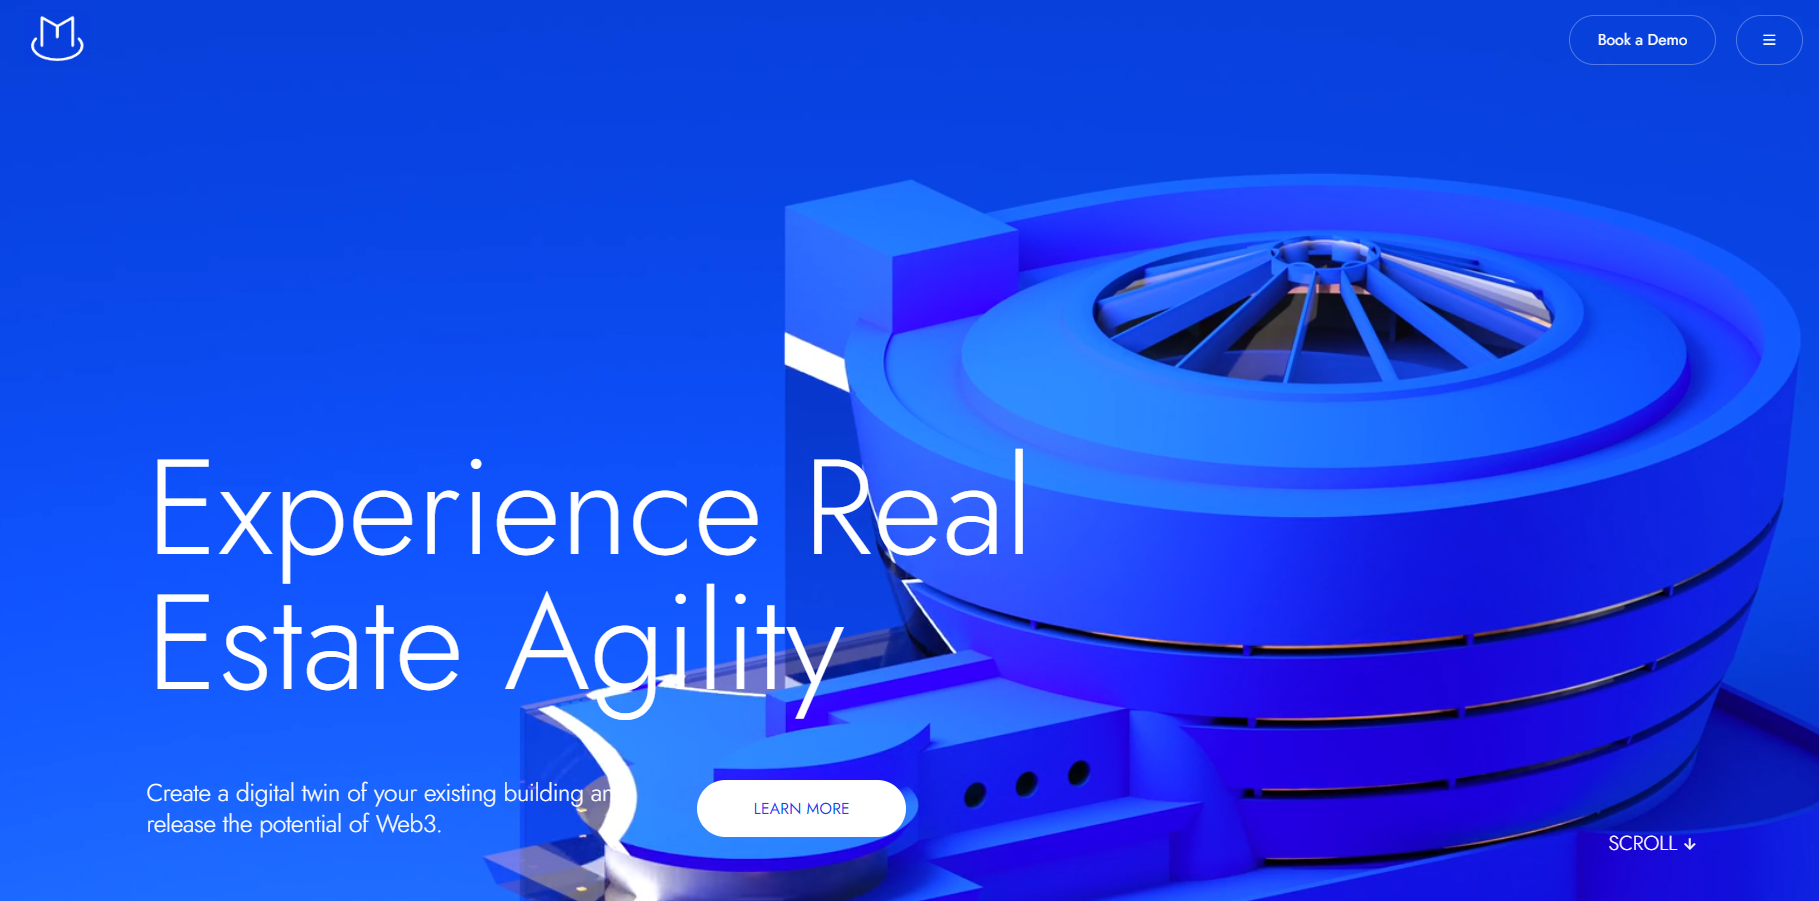 Book a Demo
Experience Real
Estate Agility
Create a digital twin of your existing building an
release the potential of Web3.
LEARN MORE
SCROLL